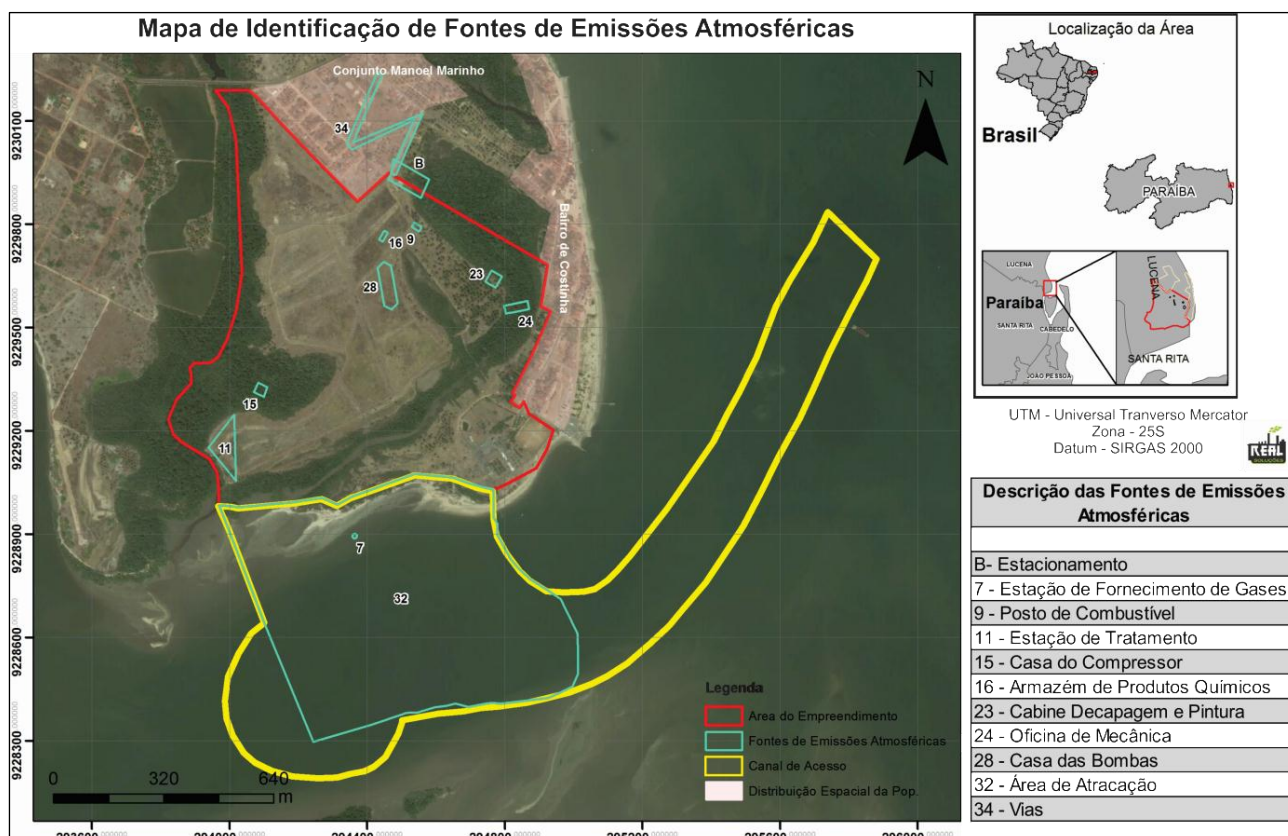 Mapa de Identificação de Fontes de Emissões Atmosféricas
Conjunto Manoel Marinho
Bairro de Costinha
N
34
B
9
16
28
23
24
15
11
7
32
9230100
9229800
9229500
9229200
9228900
9228600
9228300
0 320 640
m
Legenda
Area do Empreendimento
Fontes de Emissões Atmosféricas
Canal de Acesso
Distribuição Espacial da Pop.
Localização da Área
Brasil
PARAÍBA
LUCENA
Paraíba
SANTA RITA
CABEDELO
JOÃO PESSOA
LUCENA
SANTA RITA
UTM - Universal Tranverso Mercator
Zona - 25S
Datum - SIRGAS 2000
REAL
SOLUÇÕES
Descrição das Fontes de Emissões
Atmosféricas
B- Estacionamento
7 - Estação de Fornecimento de Gases
9 - Posto de Combustível
11 - Estação de Tratamento
15 - Casa do Compressor
16 - Armazém de Produtos Químicos
23 - Cabine Decapagem e Pintura
24 - Oficina de Mecânica
28 - Casa das Bombas
32 - Área de Atracação
34 - Vias